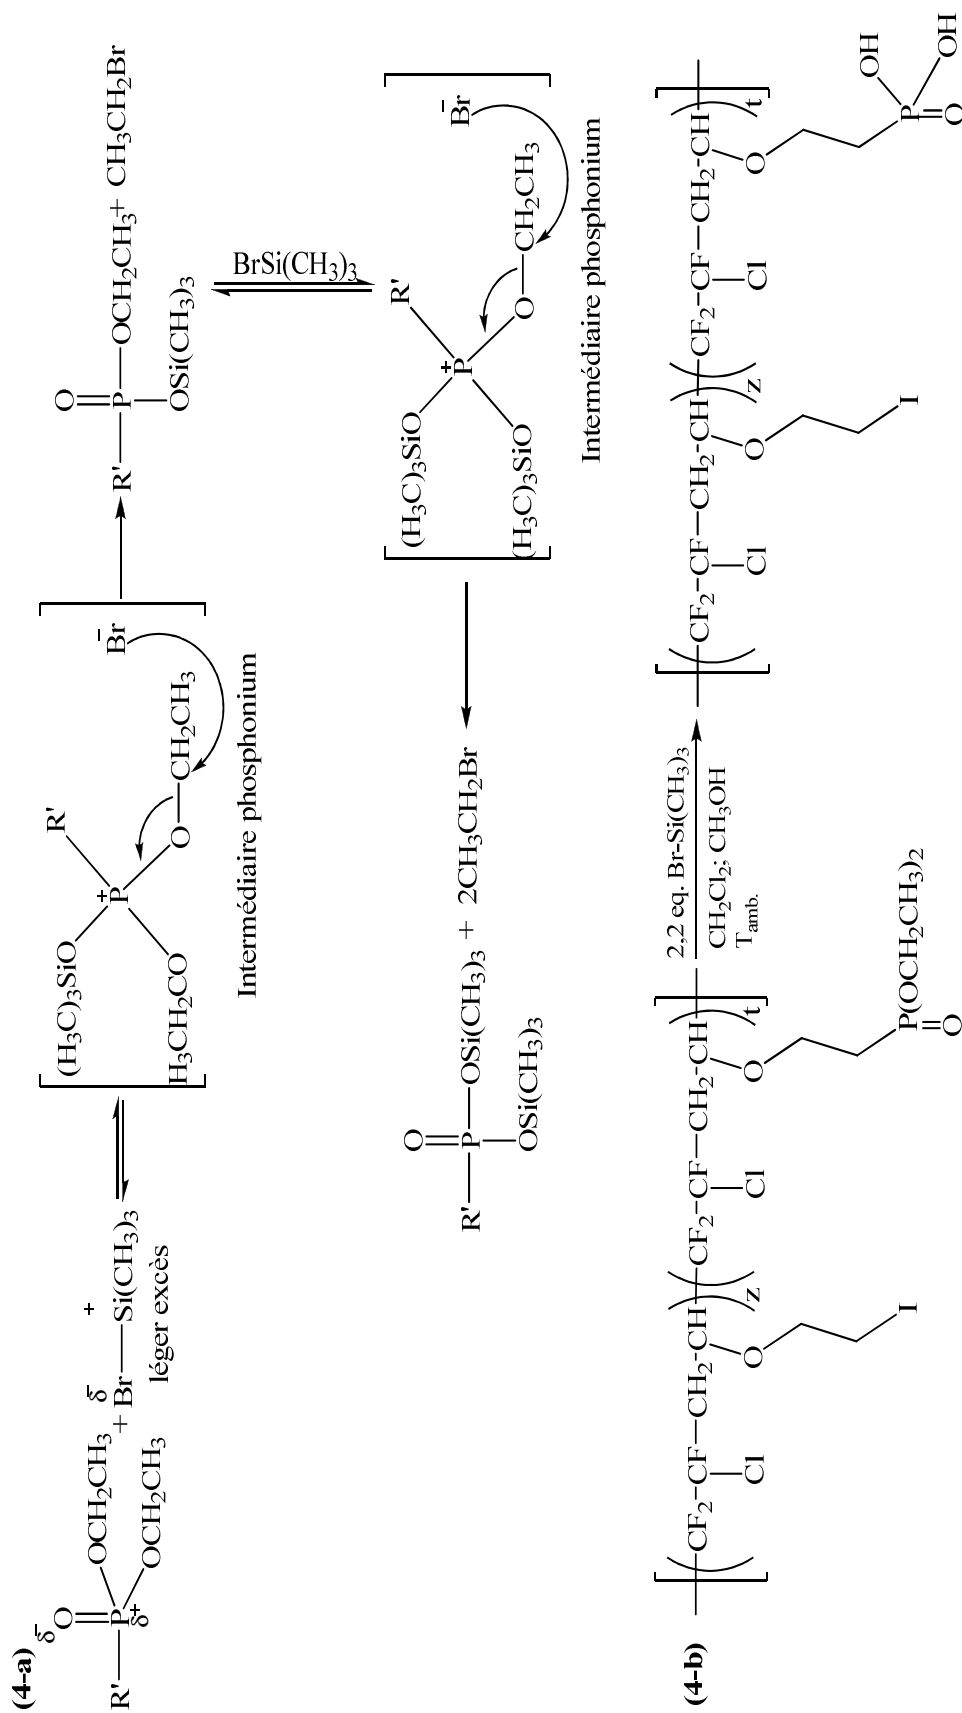 (4-a)
R' P O OCH2CH3 OCH2CH3 δ- δ+
+ Br Si(CH3)3 δ- +
léger excès
(H3C)3SiO R' P+ H3CH2CO O CH2CH3 Br-
Intermédiaire phosphonium
R' P O OCH2CH3 OSi(CH3)3 + CH3CH2Br
BrSi(CH3)3
(H3C)3SiO R' P+ (H3C)3SiO O CH2CH3 Br-
Intermédiaire phosphonium
R' P O OSi(CH3)3 OSi(CH3)3 + 2CH3CH2Br
(4-b)
CF2 CF CH2 CH z CF2 CF CH2 CH t
Cl O Cl O
I P(OCH2CH3)2
O
2,2 eq. Br-Si(CH3)3
CH2Cl2; CH3OH
Tamb.
CF2 CF CH2 CH z CF2 CF CH2 CH t
Cl O Cl O
I P OH OH
O